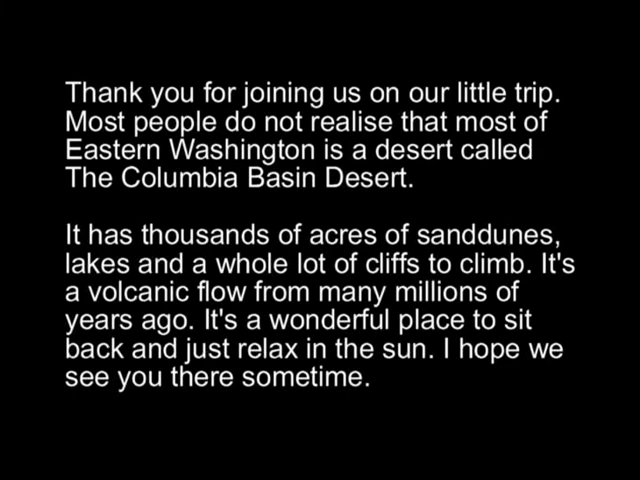 Thank you for joining us on our little trip.
Most people do not realise that most of
Eastern Washington is a desert called
The Columbia Basin Desert.
It has thousands of acres of sanddunes,
lakes and a whole lot of cliffs to climb. It's
a volcanic flow from many millions of
years ago. It's a wonderful place to sit
back and just relax in the sun. I hope we
see you there sometime.